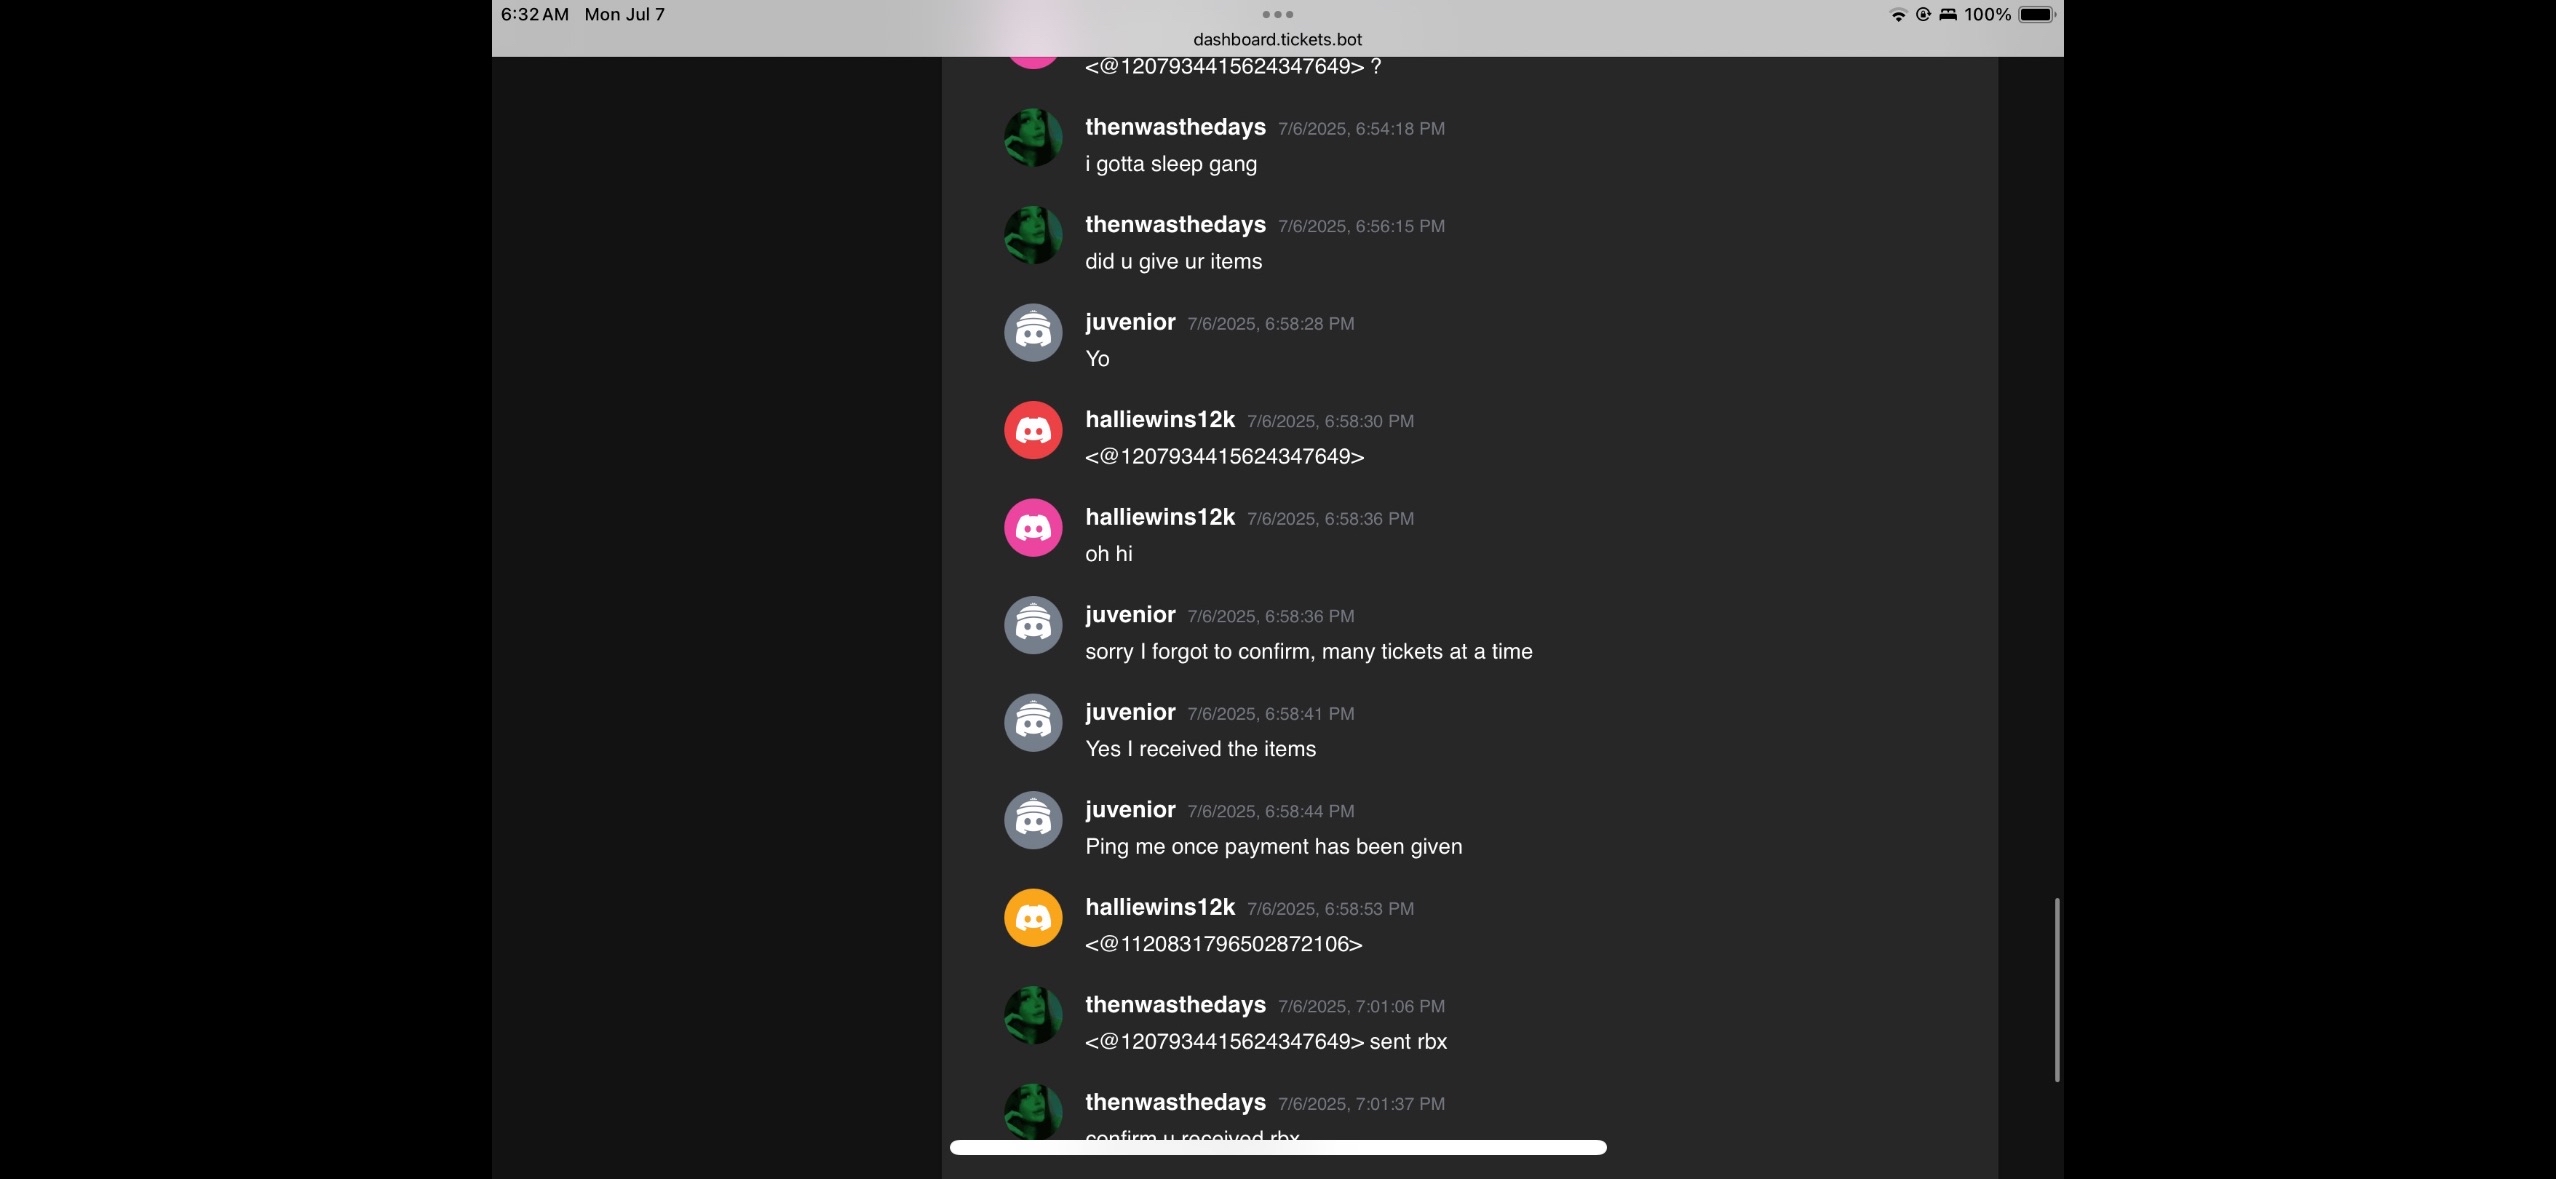 6:32 AM Mon Jul 7
100%
dashboard.tickets.bot
<@1207934415624347649> ?
thenwasthedays 7/6/2025, 6:54:18 PM
i gotta sleep gang
thenwasthedays 7/6/2025, 6:56:15 PM
did u give ur items
juvenior 7/6/2025, 6:58:28 PM
Yo
halliewins12k 7/6/2025, 6:58:30 PM
<@1207934415624347649>
halliewins12k 7/6/2025, 6:58:36 PM
oh hi
juvenior 7/6/2025, 6:58:36 PM
sorry I forgot to confirm, many tickets at a time
juvenior 7/6/2025, 6:58:41 PM
Yes I received the items
juvenior 7/6/2025, 6:58:44 PM
Ping me once payment has been given
halliewins12k 7/6/2025, 6:58:53 PM
<@1120831796502872106>
thenwasthedays 7/6/2025, 7:01:06 PM
<@1207934415624347649> sent rbx
thenwasthedays 7/6/2025, 7:01:37 PM
confirm u received rbx